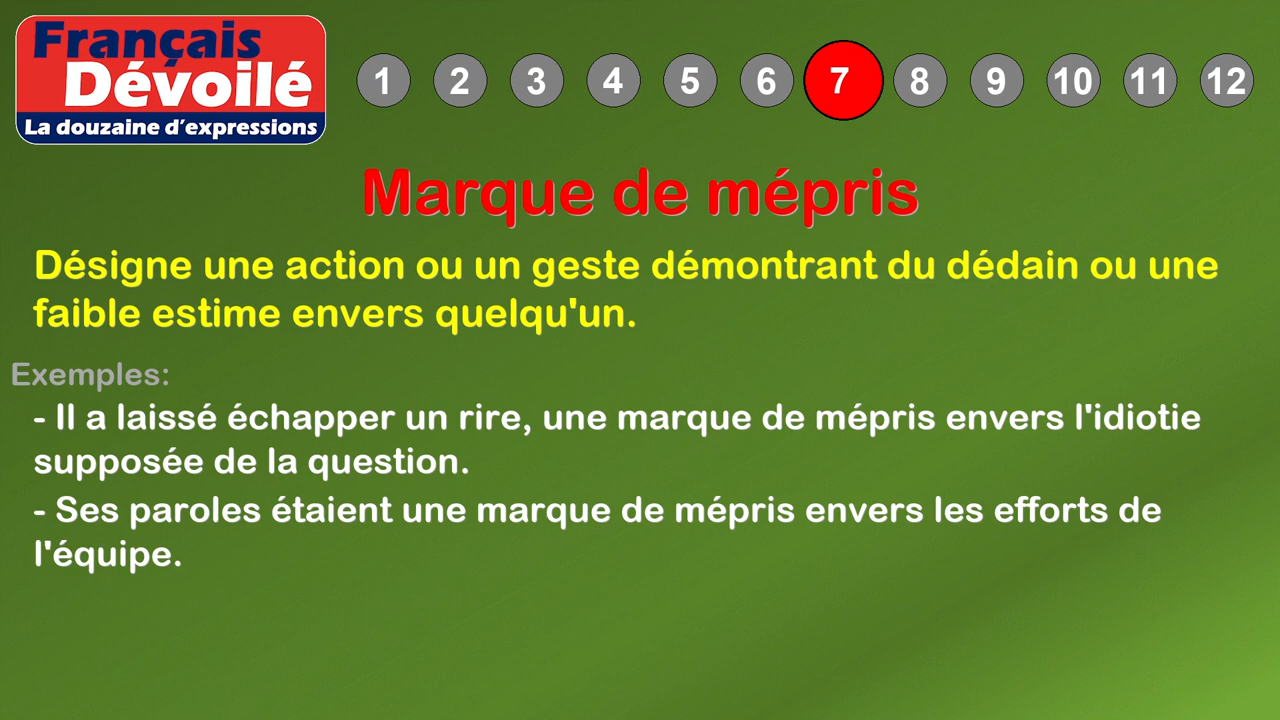 Français
Dévoilé
La douzaine d'expressions
1 2 3 4 5 6 7 8 9 10 11 12
Marque de mépris
Désigne une action ou un geste démontrant du dédain ou une
faible estime envers quelqu'un.
Exemples:
- Il a laissé échapper un rire, une marque de mépris envers l'idiotie
supposée de la question.
- Ses paroles étaient une marque de mépris envers les efforts de
l'équipe.